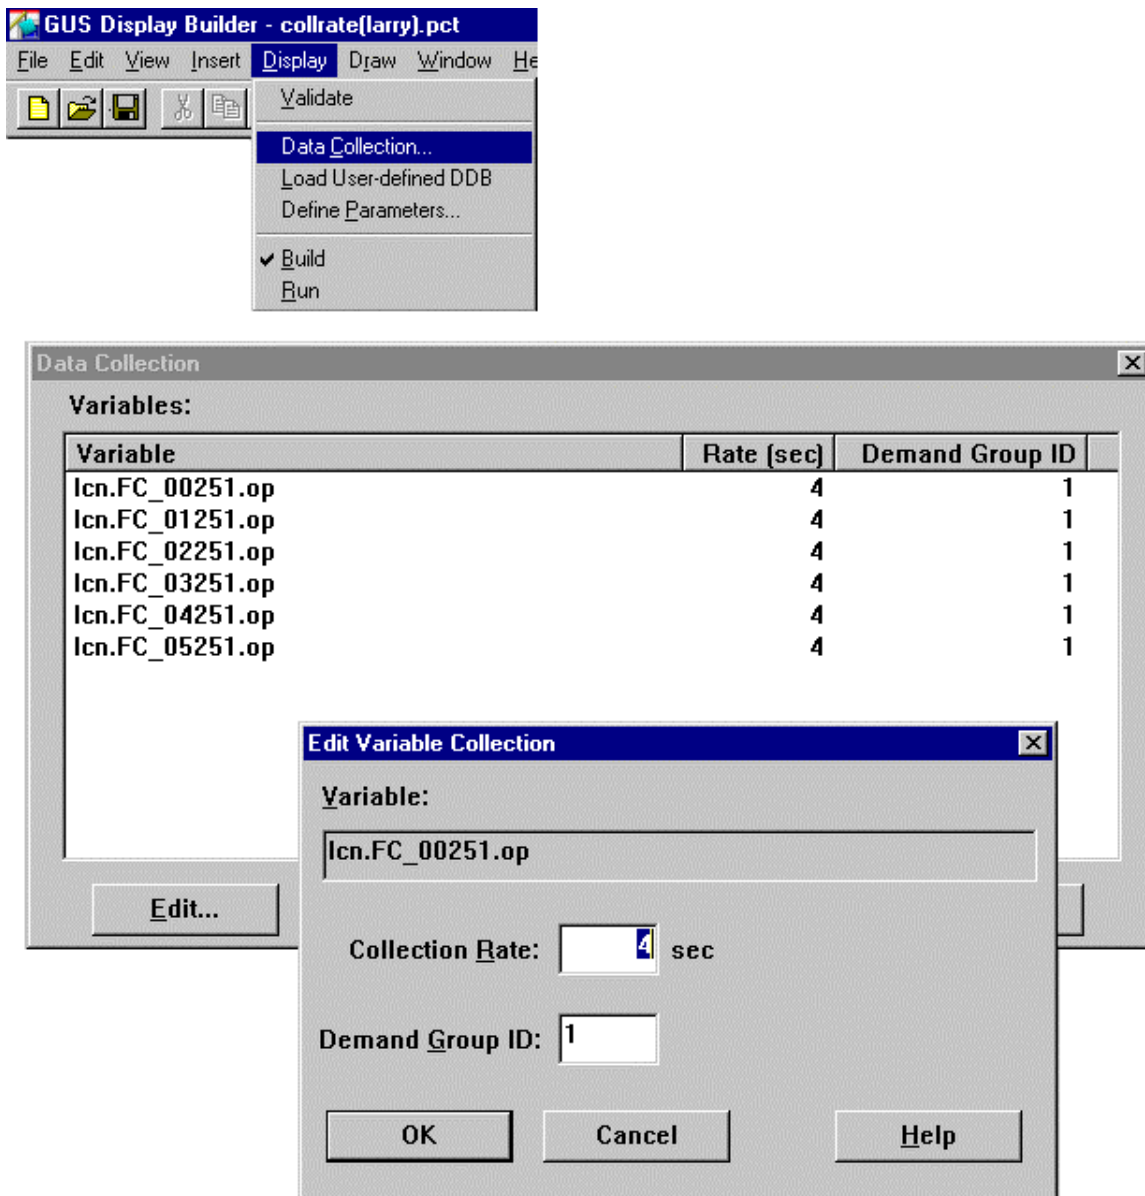 GUS Display Builder - collrate(larry).pct
File Edit View Insert Display Draw Window He
Validate
Data Collection...
Load User-defined DDB
Define Parameters...
Build
Run
Data Collection
Variables:
Variable Rate (sec) Demand Group ID
lcn.FC_00251.op 4 1
lcn.FC_01251.op 4 1
lcn.FC_02251.op 4 1
lcn.FC_03251.op 4 1
lcn.FC_04251.op 4 1
lcn.FC_05251.op 4 1
Edit...
Edit Variable Collection
Variable:
lcn.FC_00251.op
Collection Rate: 4 sec
Demand Group ID: 1
OK Cancel Help